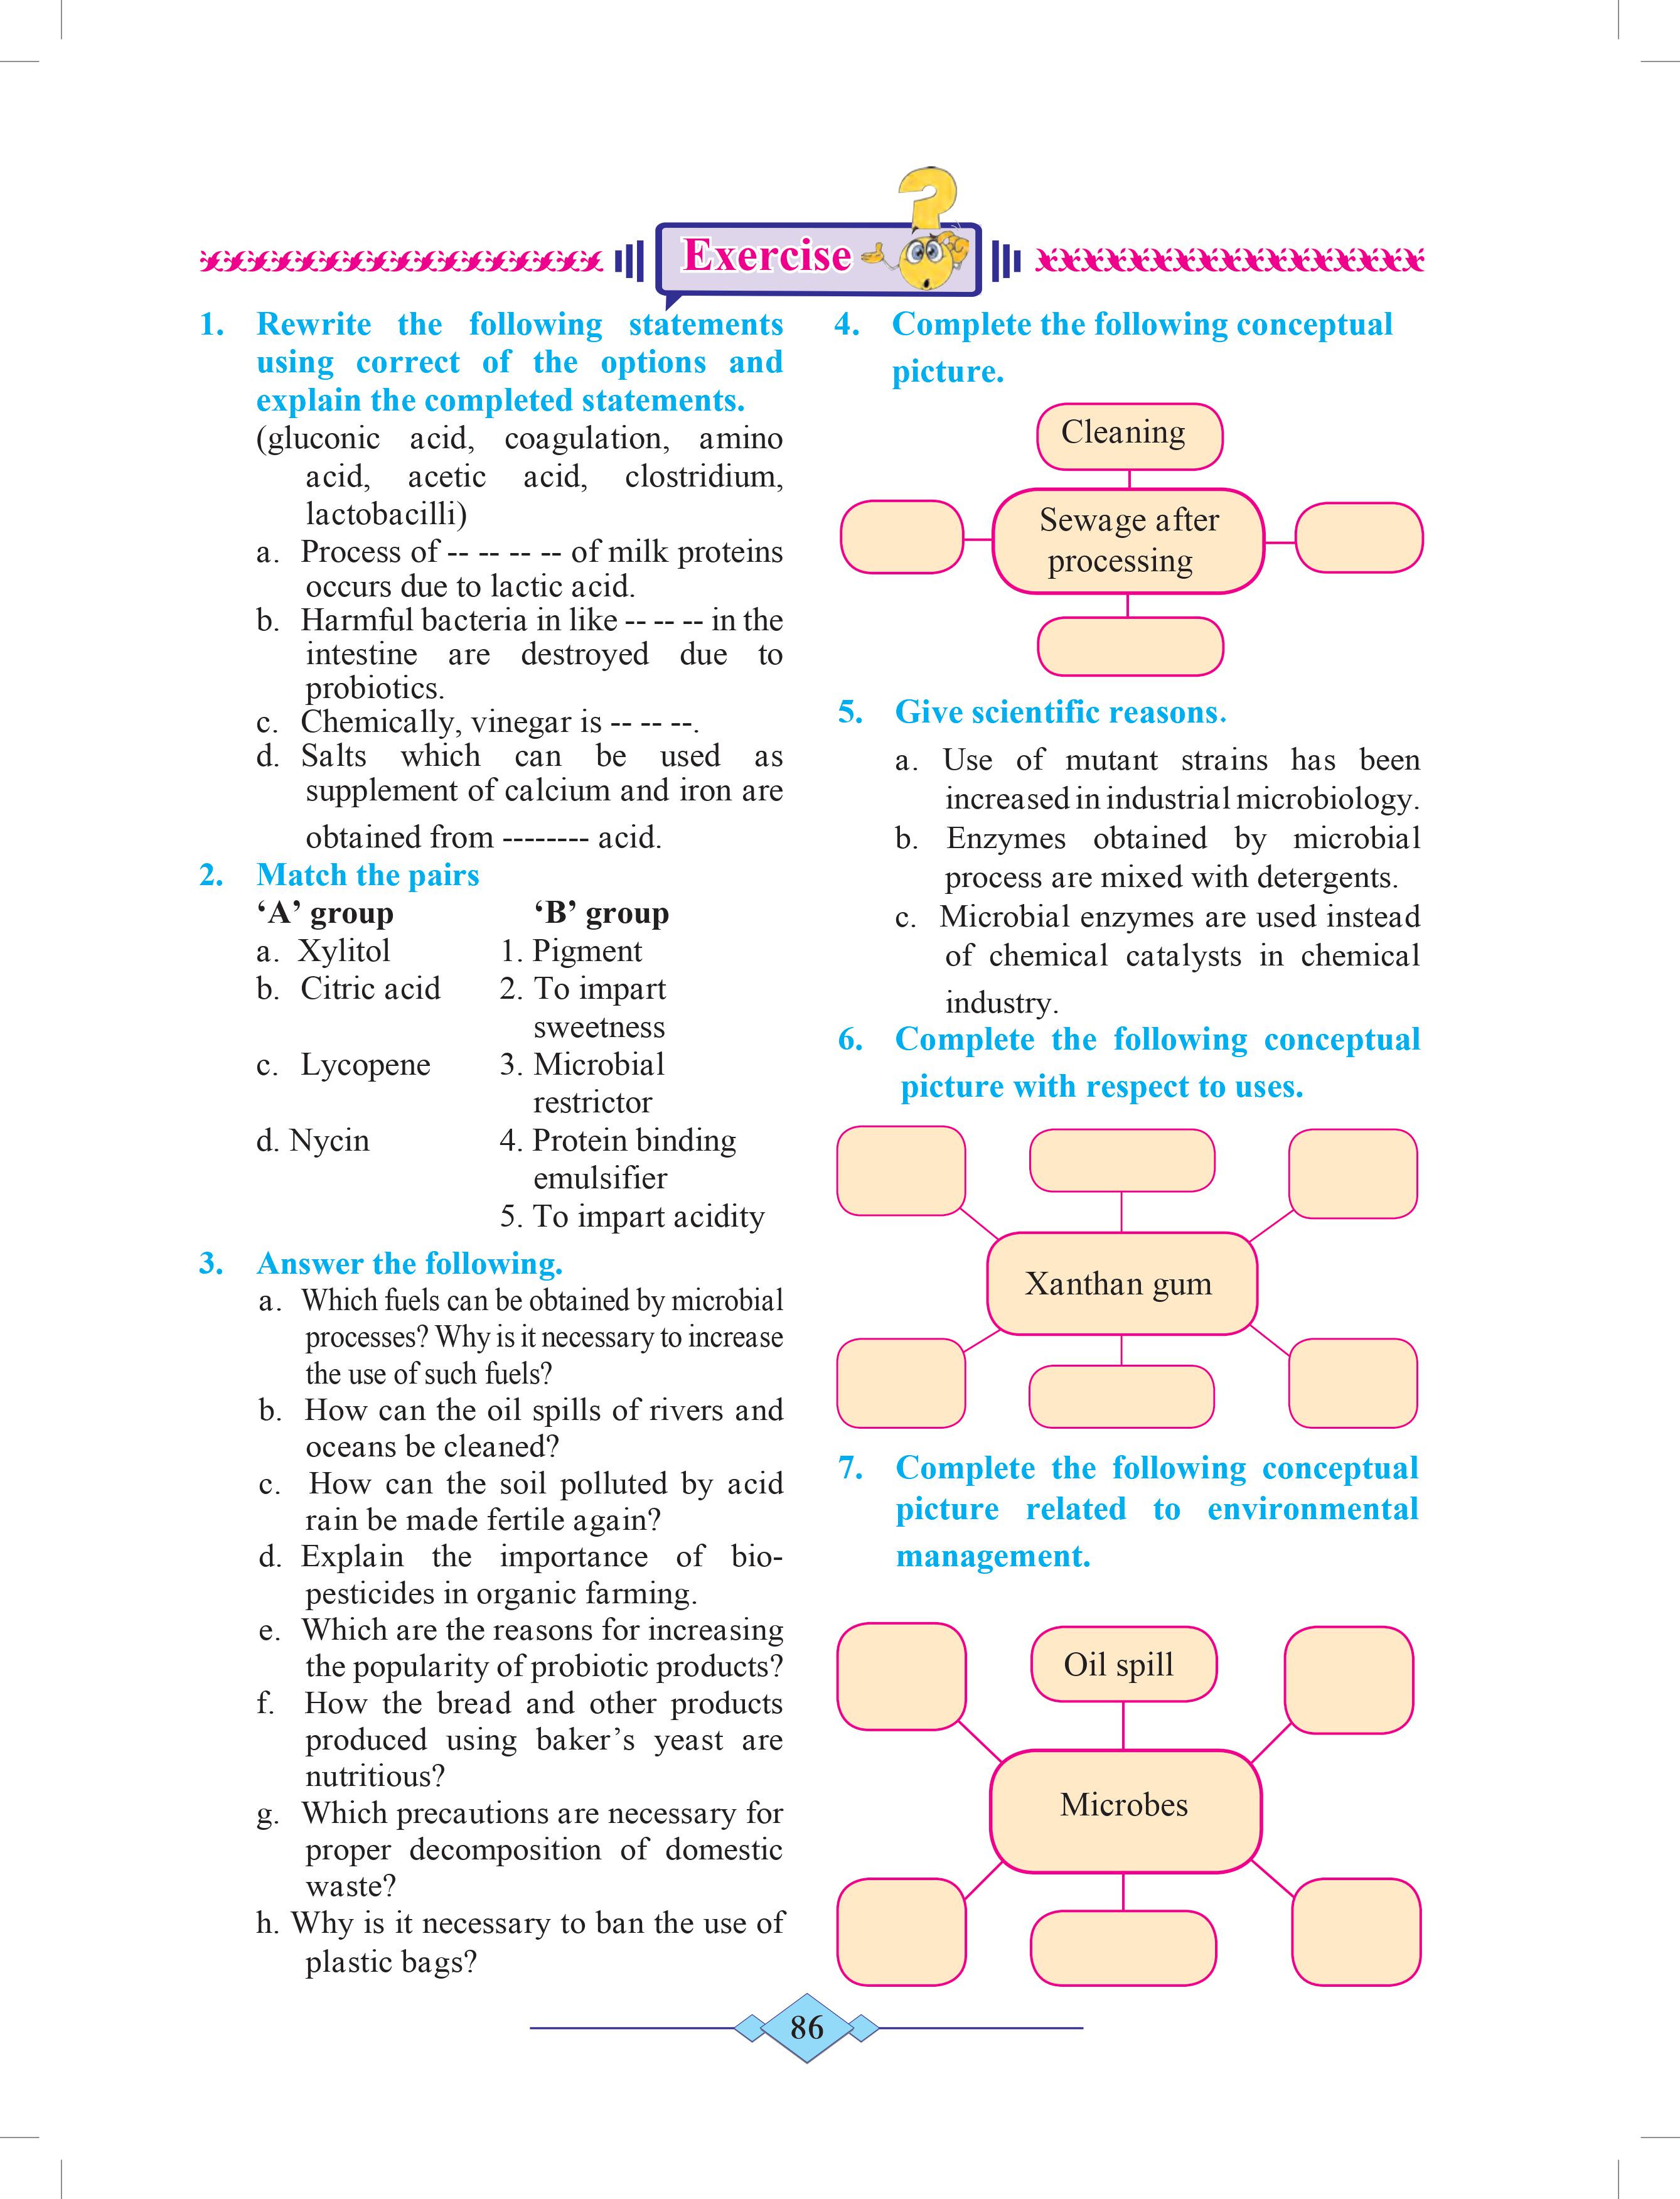 Exercise
1. Rewrite the following statements
using correct of the options and
explain the completed statements.
(gluconic acid, coagulation, amino
acid, acetic acid, clostridium,
lactobacilli)
a. Process of -- -- -- -- of milk proteins
occurs due to lactic acid.
b. Harmful bacteria in like -- -- -- in the
intestine are destroyed due to
probiotics.
c. Chemically, vinegar is -- -- --.
d. Salts which can be used as
supplement of calcium and iron are
obtained from -------- acid.
2. Match the pairs
‘A’ group ‘B’ group
a. Xylitol 1. Pigment
b. Citric acid 2. To impart
sweetness
c. Lycopene 3. Microbial
restrictor
d. Nycin 4. Protein binding
emulsifier
5. To impart acidity
3. Answer the following.
a. Which fuels can be obtained by microbial
processes? Why is it necessary to increase
the use of such fuels?
b. How can the oil spills of rivers and
oceans be cleaned?
c. How can the soil polluted by acid
rain be made fertile again?
d. Explain the importance of bio-
pesticides in organic farming.
e. Which are the reasons for increasing
the popularity of probiotic products?
f. How the bread and other products
produced using baker’s yeast are
nutritious?
g. Which precautions are necessary for
proper decomposition of domestic
waste?
h. Why is it necessary to ban the use of
plastic bags?
4. Complete the following conceptual
picture.
Cleaning
Sewage after
processing
5. Give scientific reasons.
a. Use of mutant strains has been
increased in industrial microbiology.
b. Enzymes obtained by microbial
process are mixed with detergents.
c. Microbial enzymes are used instead
of chemical catalysts in chemical
industry.
6. Complete the following conceptual
picture with respect to uses.
Xanthan gum
7. Complete the following conceptual
picture related to environmental
management.
Oil spill
Microbes
86